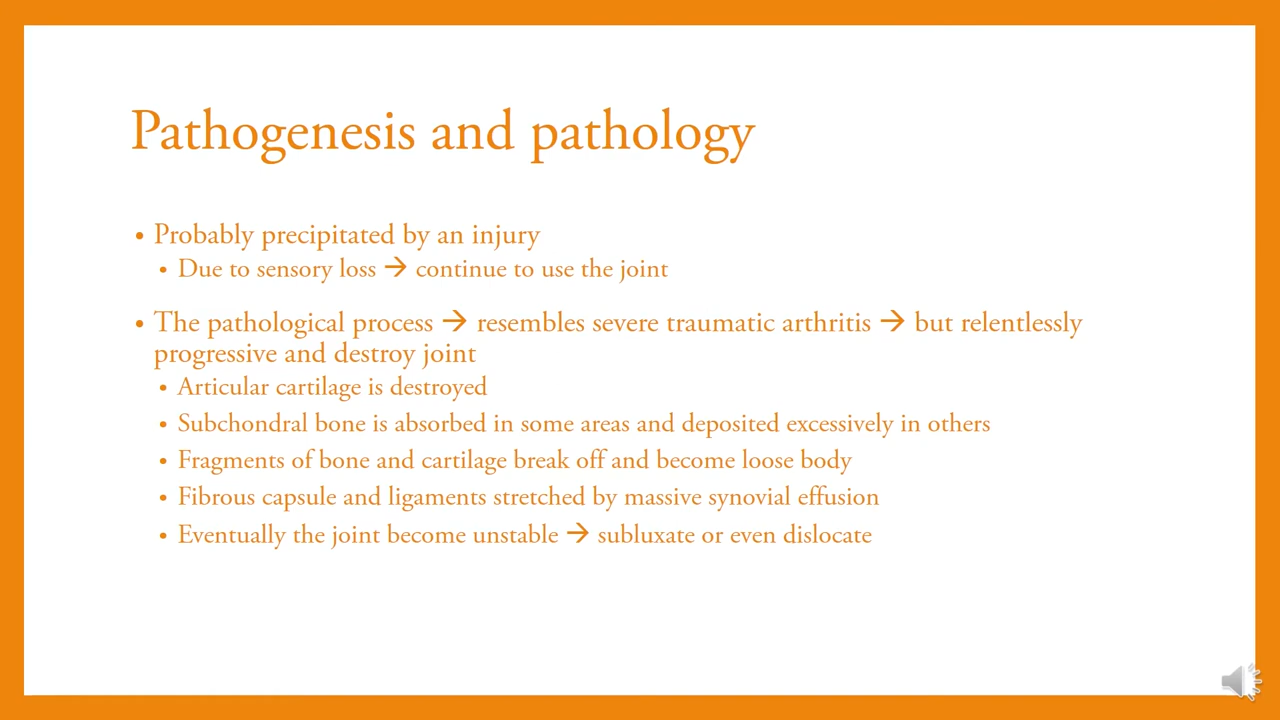 Pathogenesis and pathology
• Probably precipitated by an injury
• Due to sensory loss → continue to use the joint
• The pathological process → resembles severe traumatic arthritis → but relentlessly
progressive and destroy joint
• Articular cartilage is destroyed
• Subchondral bone is absorbed in some areas and deposited excessively in others
• Fragments of bone and cartilage break off and become loose body
• Fibrous capsule and ligaments stretched by massive synovial effusion
• Eventually the joint become unstable → subluxate or even dislocate